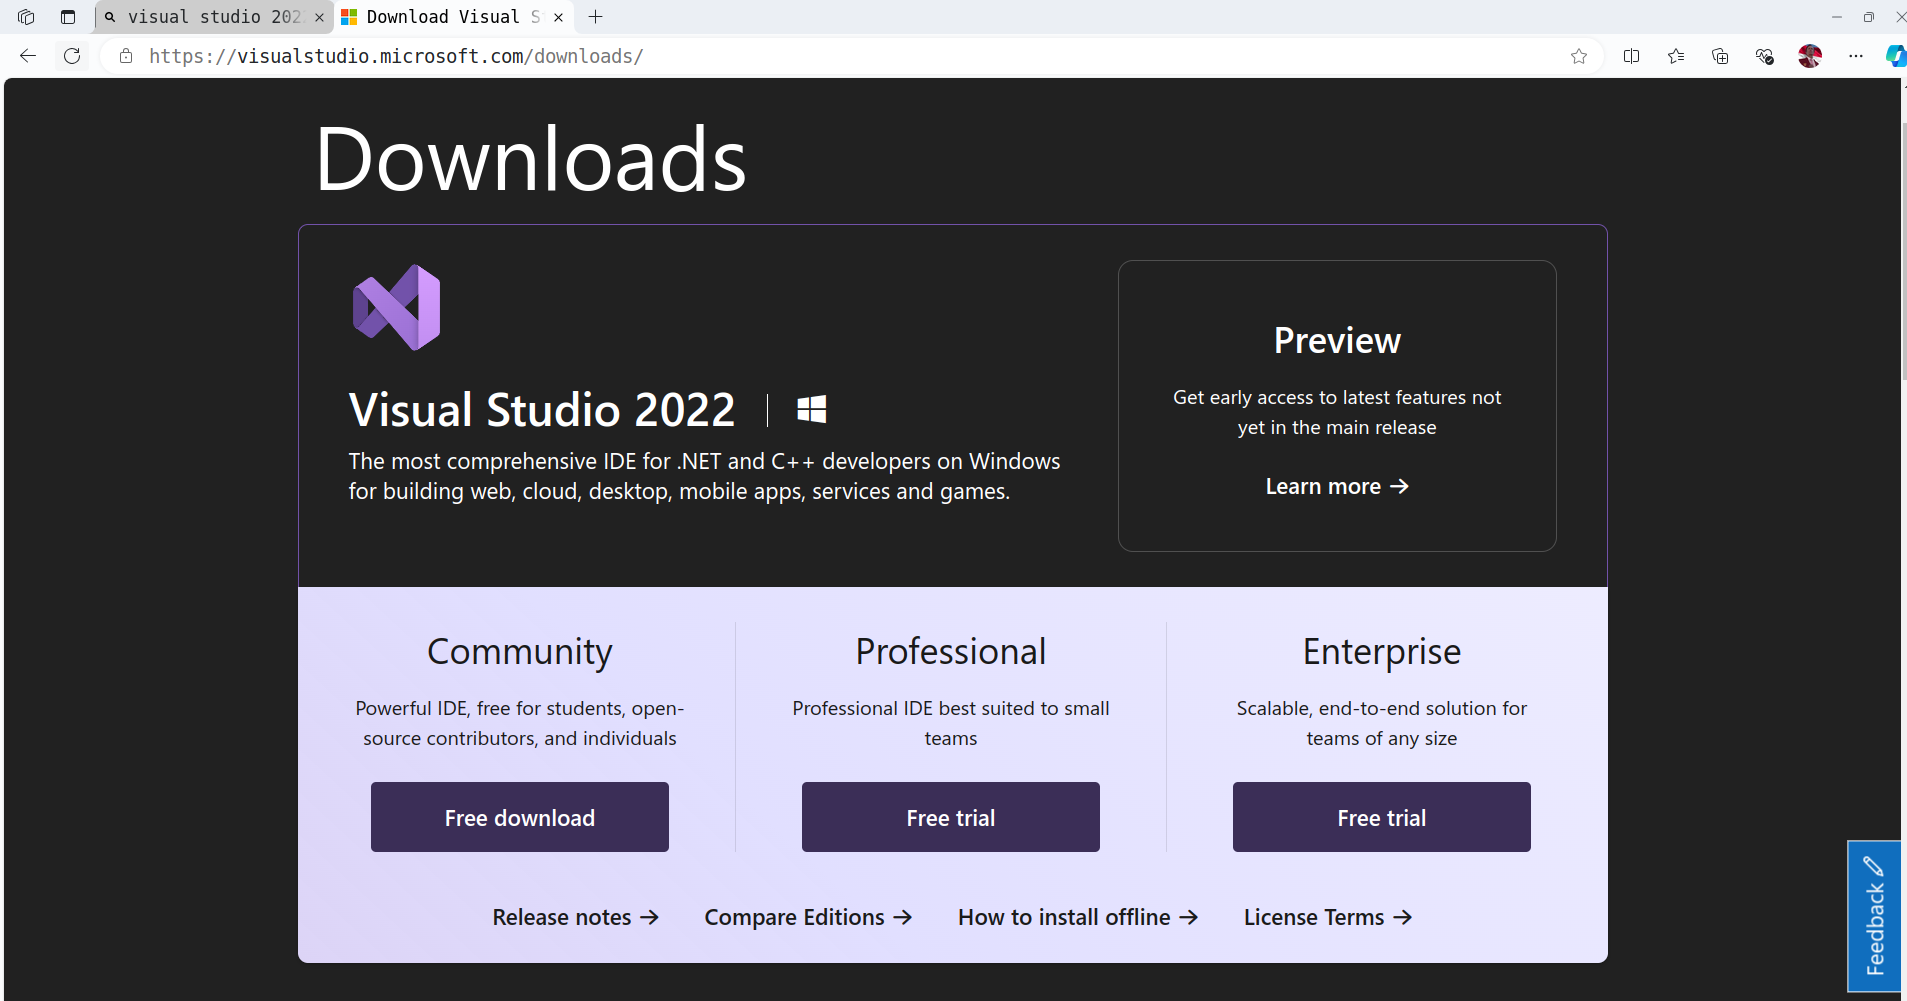 visual studio 202
Download Visual S
https://visualstudio.microsoft.com/downloads/
Downloads
Visual Studio 2022
The most comprehensive IDE for .NET and C++ developers on Windows
for building web, cloud, desktop, mobile apps, services and games.
Preview
Get early access to latest features not
yet in the main release
Learn more →
Community
Powerful IDE, free for students, open-
source contributors, and individuals
Free download
Professional
Professional IDE best suited to small
teams
Free trial
Enterprise
Scalable, end-to-end solution for
teams of any size
Free trial
Release notes →
Compare Editions →
How to install offline →
License Terms →
Feedback